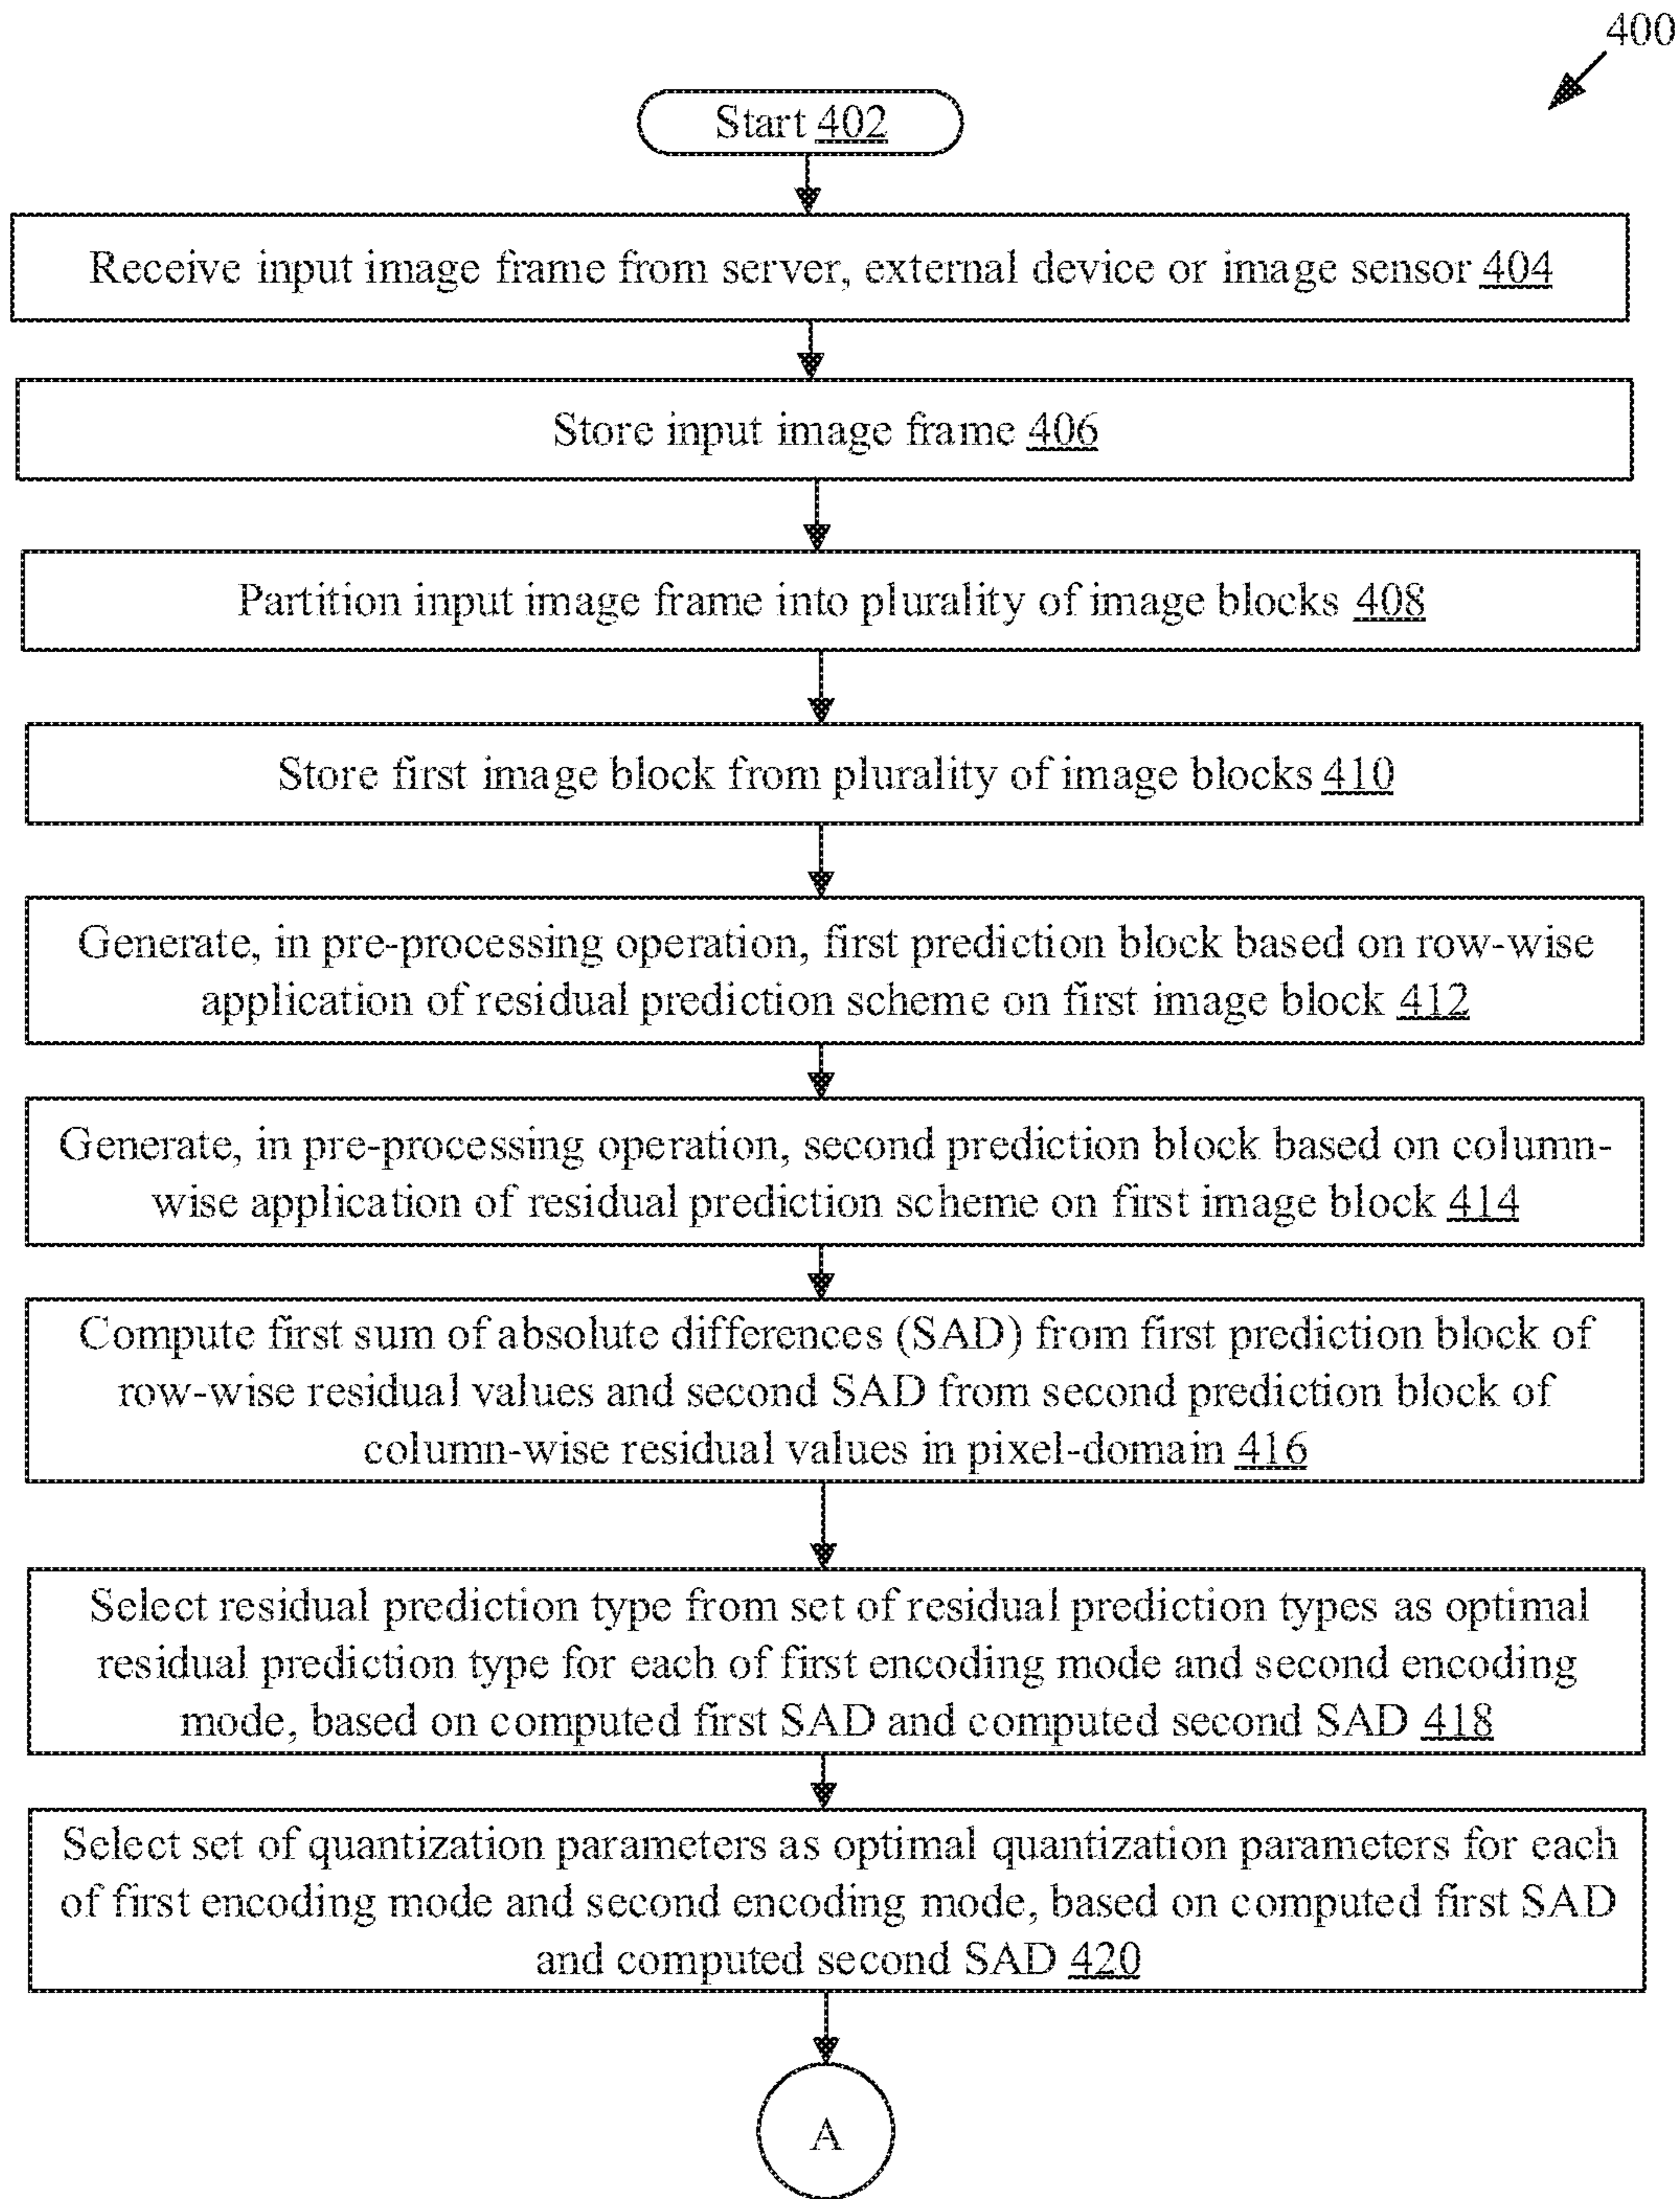 400
Start 402
Receive input image frame from server, external device or image sensor 404
Store input image frame 406
Partition input image frame into plurality of image blocks 408
Store first image block from plurality of image blocks 410
Generate, in pre-processing operation, first prediction block based on row-wise
application of residual prediction scheme on first image block 412
Generate, in pre-processing operation, second prediction block based on column-
wise application of residual prediction scheme on first image block 414
Compute first sum of absolute differences (SAD) from first prediction block of
row-wise residual values and second SAD from second prediction block of
column-wise residual values in pixel-domain 416
Select residual prediction type from set of residual prediction types as optimal
residual prediction type for each of first encoding mode and second encoding
mode, based on computed first SAD and computed second SAD 418
Select set of quantization parameters as optimal quantization parameters for each
of first encoding mode and second encoding mode, based on computed first SAD
and computed second SAD 420
A